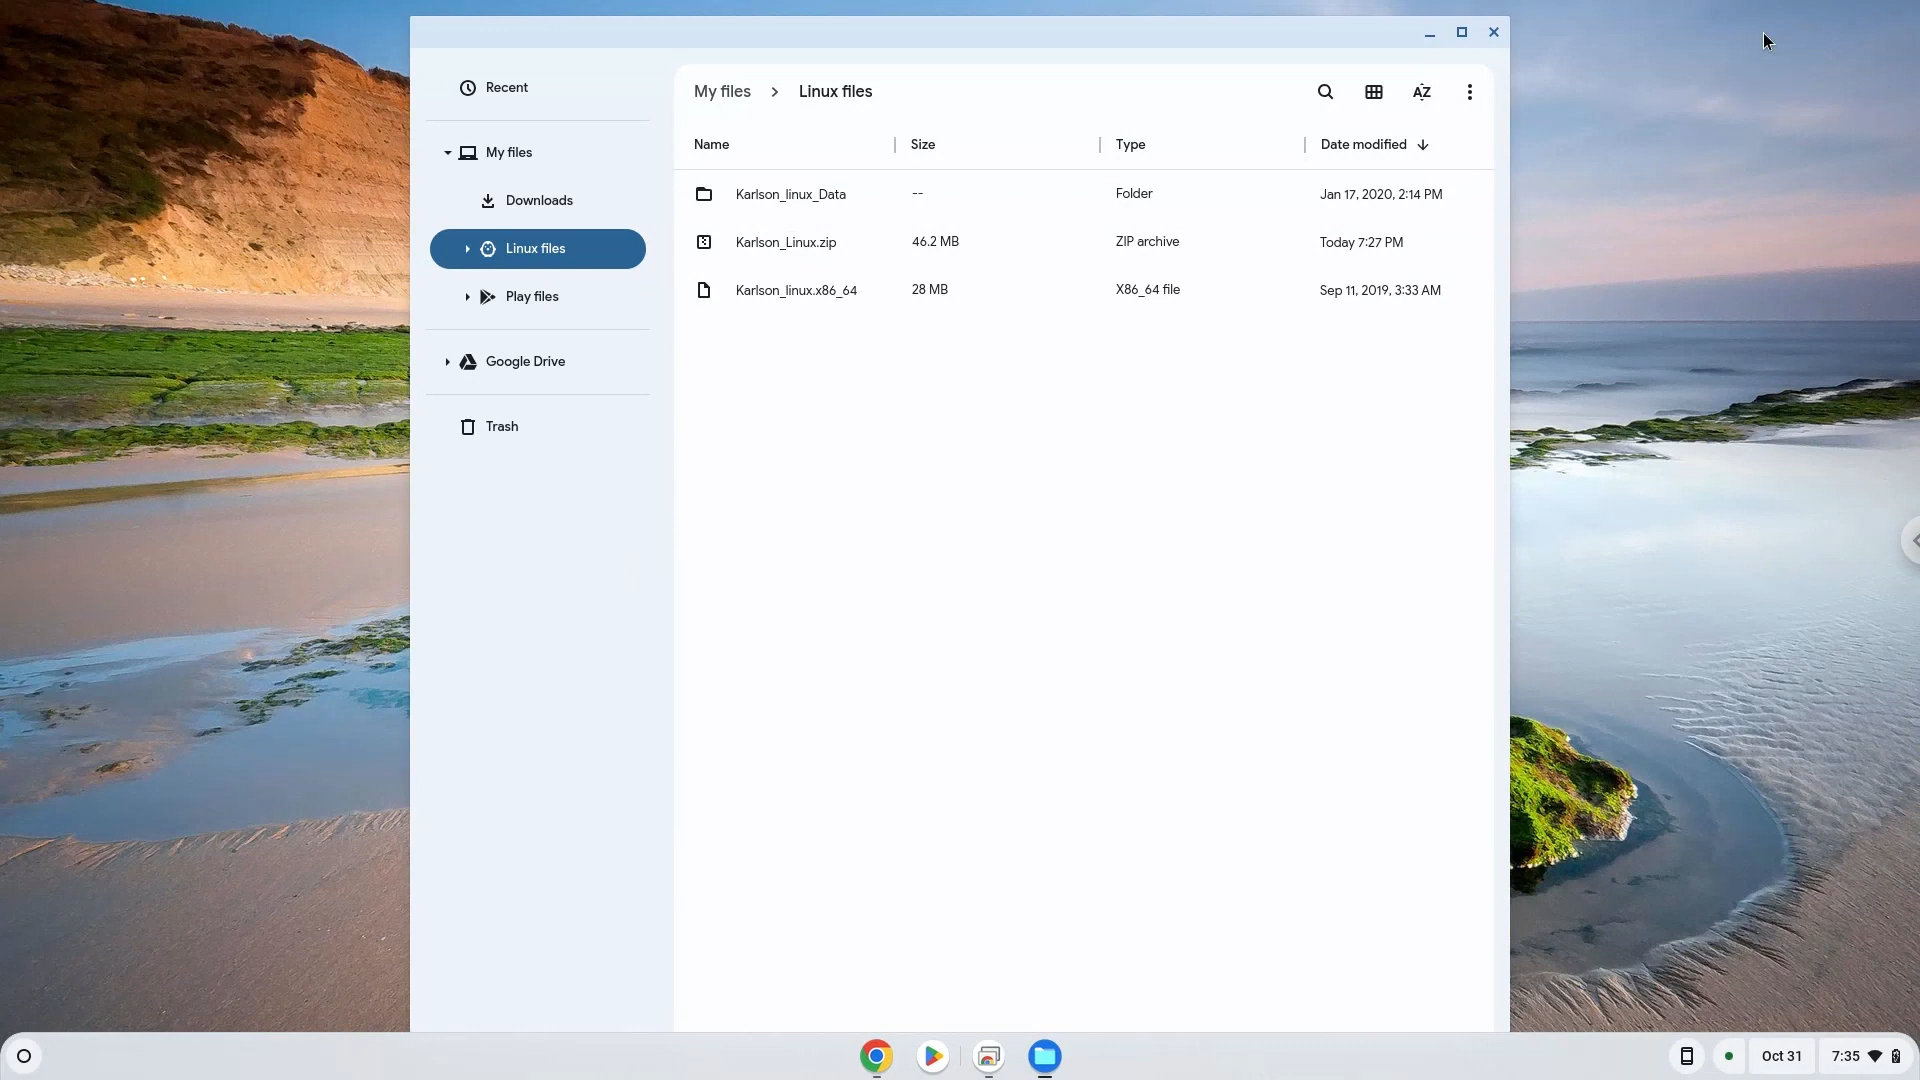 Recent
My files
Downloads
Linux files
Play files
Google Drive
Trash
My files > Linux files
AZ
Name Size Type Date modified
Karlson_linux_Data -- Folder Jan 17, 2020, 2:14 PM
Karlson_Linux.zip 46.2 MB ZIP archive Today 7:27 PM
Karlson_linux.x86_64 28 MB X86_64 file Sep 11, 2019, 3:33 AM
Oct 31 7:35